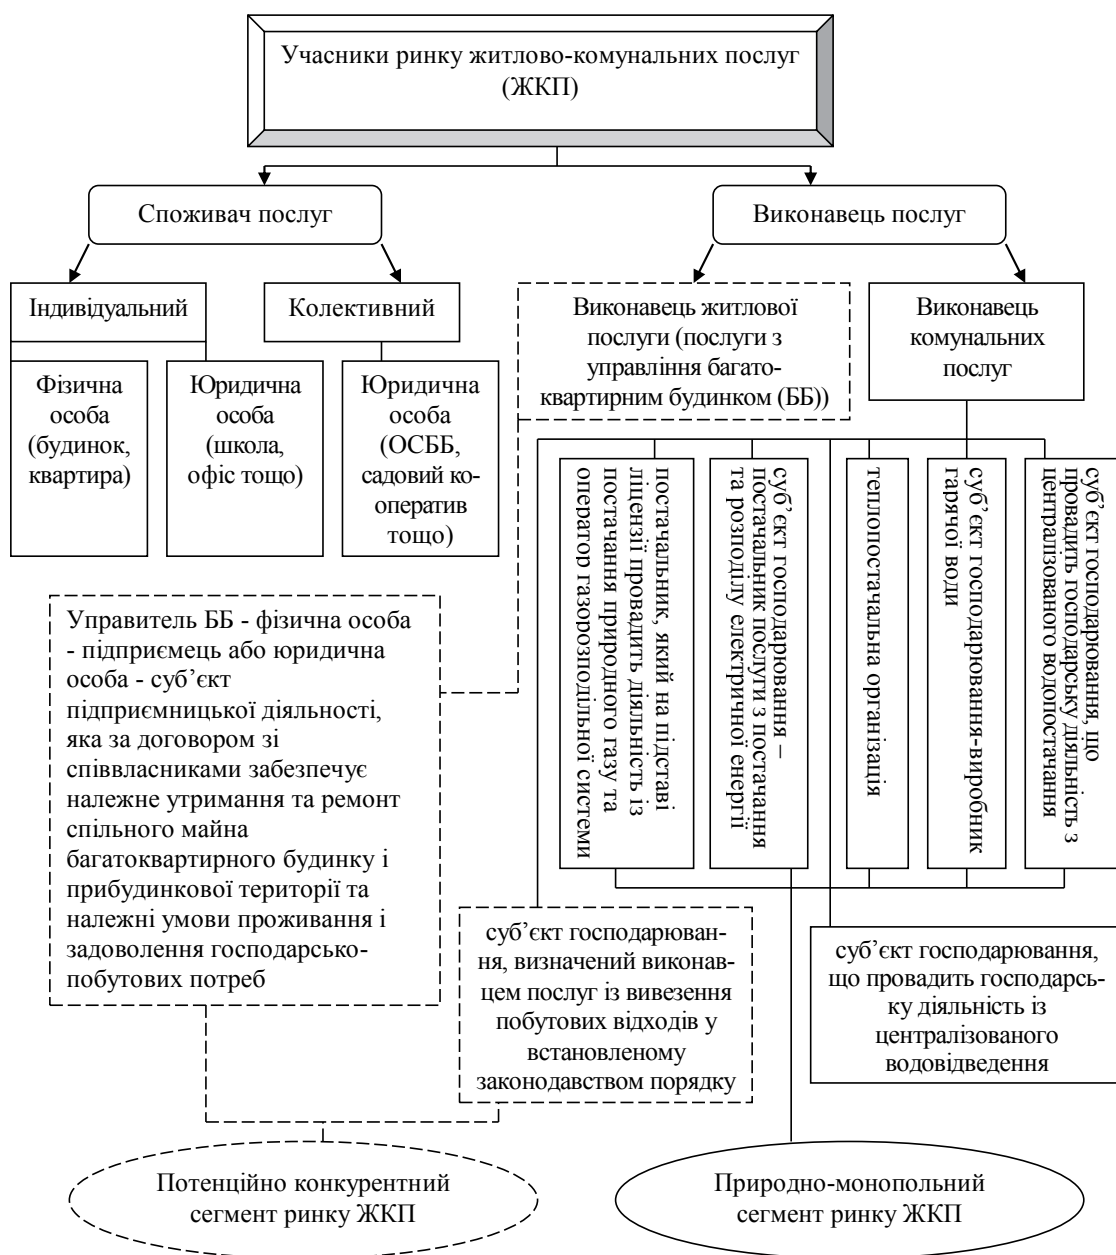 Учасники ринку житлово-комунальних послуг
(ЖКП)
Споживач послуг
Виконавець послуг
Індивідуальний
Колективний
Виконавець житлової
послуги (послуги з
управління багато-
квартирним будинком (ББ))
Виконавець
комунальних
послуг
Фізична
особа
(будинок,
квартира)
Юридична
особа
(школа,
офіс тощо)
Юридична
особа
(ОСББ,
садовий ко-
оператив
тощо)
постачальник, який на підставі
ліцензії провадить діяльність із
постачання природного газу та
оператор газорозподільної системи
суб’єкт господарювання –
постачальник послуги з постачання
та розподілу електричної енергії
теплопостачальна організація
суб’єкт господарювання-виробник
гарячої води
суб’єкт господарювання, що
провадить господарську діяльність з
централізованого водопостачання
Управитель ББ - фізична особа
- підприємець або юридична
особа - суб’єкт
підприємницької діяльності,
яка за договором зі
співвласниками забезпечує
належне утримання та ремонт
спільного майна
багатоквартирного будинку і
прибудинкової території та
належні умови проживання і
задоволення господарсько-
побутових потреб
суб’єкт господарюван-
ня, визначений виконав-
цем послуг із вивезення
побутових відходів у
встановленому
законодавством порядку
суб’єкт господарювання,
що провадить господарсь-
ку діяльність із
централізованого
водовідведення
Потенційно конкурентний
сегмент ринку ЖКП
Природно-монопольний
сегмент ринку ЖКП